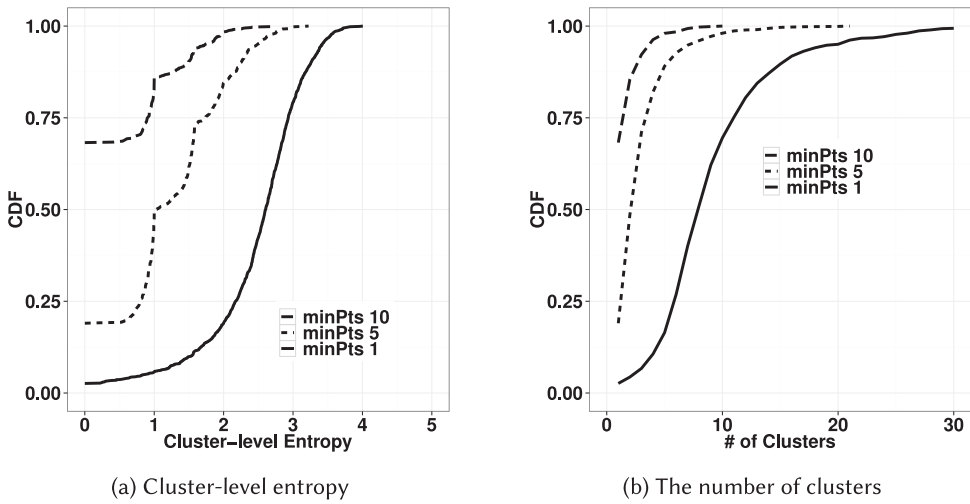 1.00
0.75
0.50
0.25
0.00
CDF
minPts 10
minPts 5
minPts 1
0 1 2 3 4 5
Cluster−level Entropy
(a) Cluster-level entropy
1.00
0.75
0.50
0.25
0.00
CDF
minPts 10
minPts 5
minPts 1
0 10 20 30
# of Clusters
(b) The number of clusters